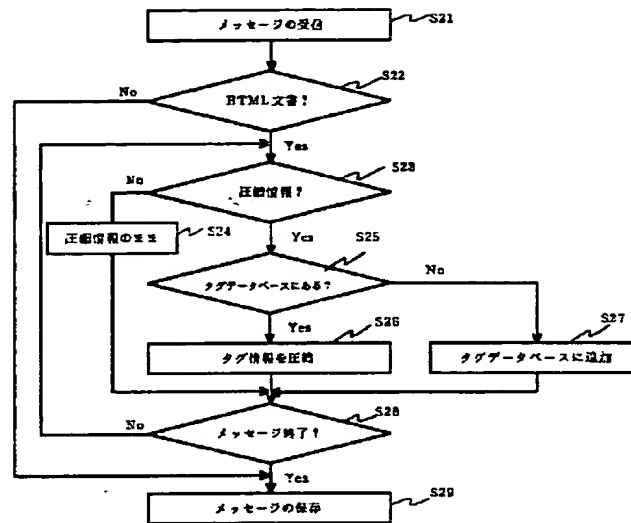 メッセージの受信
S21
S22
No
HTML文書?
Yes
S23
No
圧縮情報?
圧縮情報のまま
S24
Yes
S25
タグデータベースにある?
No
Yes
S26
S27
タグ情報を圧縮
タグデータベースに追加
S28
No
メッセージ終了?
Yes
S29
メッセージの保存